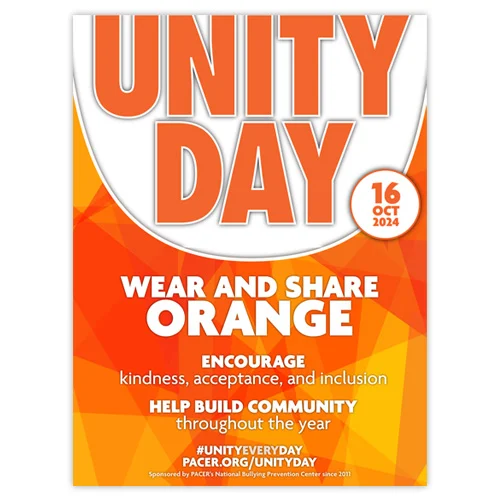 UNITY
DAY
16
OCT
2024
WEAR AND SHARE
ORANGE
ENCOURAGE
kindness, acceptance, and inclusion
HELP BUILD COMMUNITY
throughout the year
#UNITYEVERYDAY
PACER.ORG/UNITYDAY
Sponsored by PACER's National Bullying Prevention Center since 2011